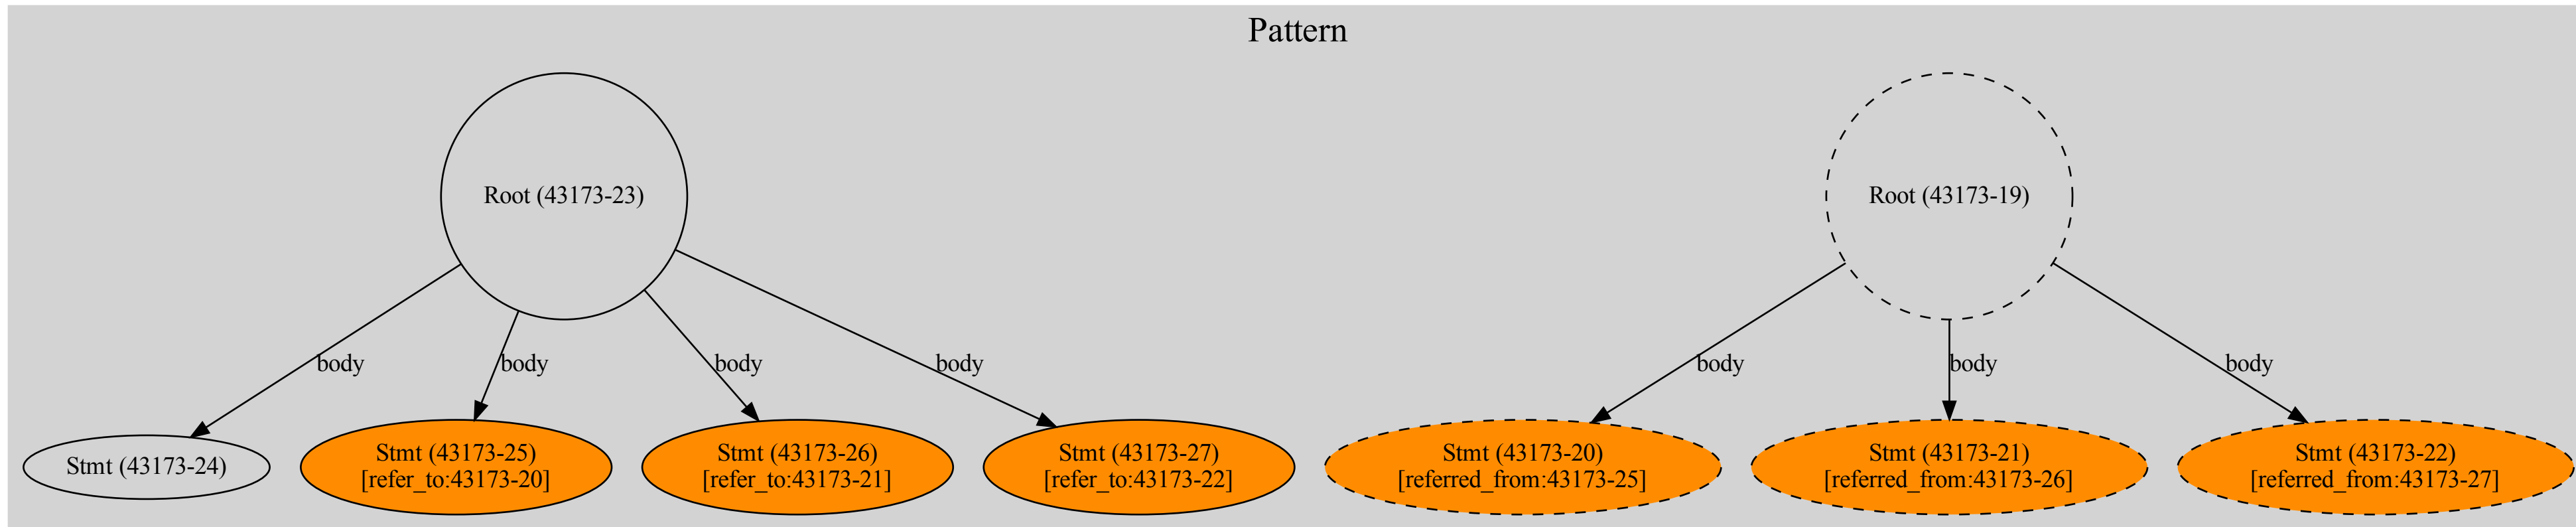 Pattern
Root (43173-23)
Root (43173-19)
body
body
body
body
body
body
body
Stmt (43173-24)
Stmt (43173-25)
[refer_to:43173-20]
Stmt (43173-26)
[refer_to:43173-21]
Stmt (43173-27)
[refer_to:43173-22]
Stmt (43173-20)
[referred_from:43173-25]
Stmt (43173-21)
[referred_from:43173-26]
Stmt (43173-22)
[referred_from:43173-27]